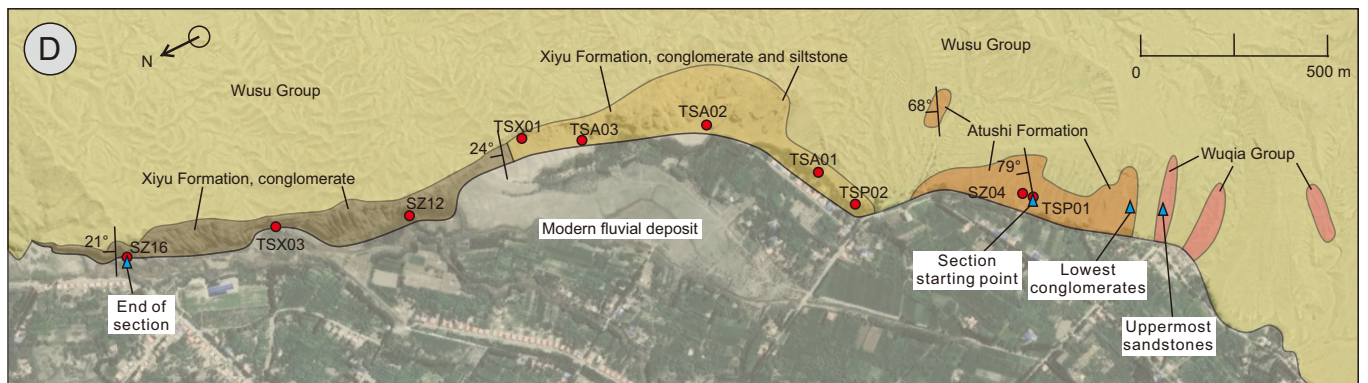 D
N
Wusu Group
Xiyu Formation, conglomerate and siltstone
Wusu Group
0
500 m
TSX01
TSA03
TSA02
68°
Atushi Formation
Wuqia Group
24°
Xiyu Formation, conglomerate
TSA01
79°
SZ04
TSP02
TSP01
SZ12
TSX03
Modern fluvial deposit
21°
SZ16
End of
section
Section
starting point
Lowest
conglomerates
Uppermost
sandstones